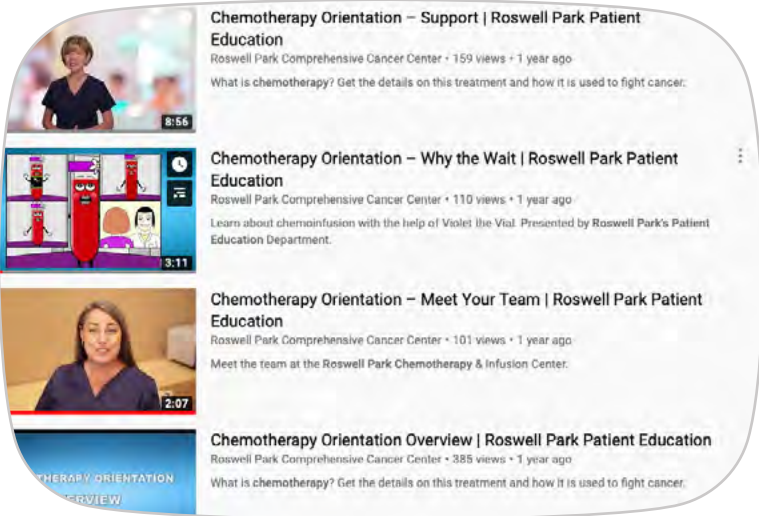 Chemotherapy Orientation – Support | Roswell Park Patient
Education
Roswell Park Comprehensive Cancer Center • 159 views • 1 year ago
What is chemotherapy? Get the details on this treatment and how it is used to fight cancer.
8:56
Chemotherapy Orientation – Why the Wait | Roswell Park Patient
Education
Roswell Park Comprehensive Cancer Center • 110 views • 1 year ago
Learn about chemoinfusion with the help of Violet the Vial. Presented by Roswell Park's Patient
Education Department.
3:11
Chemotherapy Orientation – Meet Your Team | Roswell Park Patient
Education
Roswell Park Comprehensive Cancer Center • 101 views • 1 year ago
Meet the team at the Roswell Park Chemotherapy & Infusion Center.
2:07
Chemotherapy Orientation Overview | Roswell Park Patient Education
Roswell Park Comprehensive Cancer Center • 385 views • 1 year ago
What is chemotherapy? Get the details on this treatment and how it is used to fight cancer.
THERAPY ORIENTATION
ERVIEW